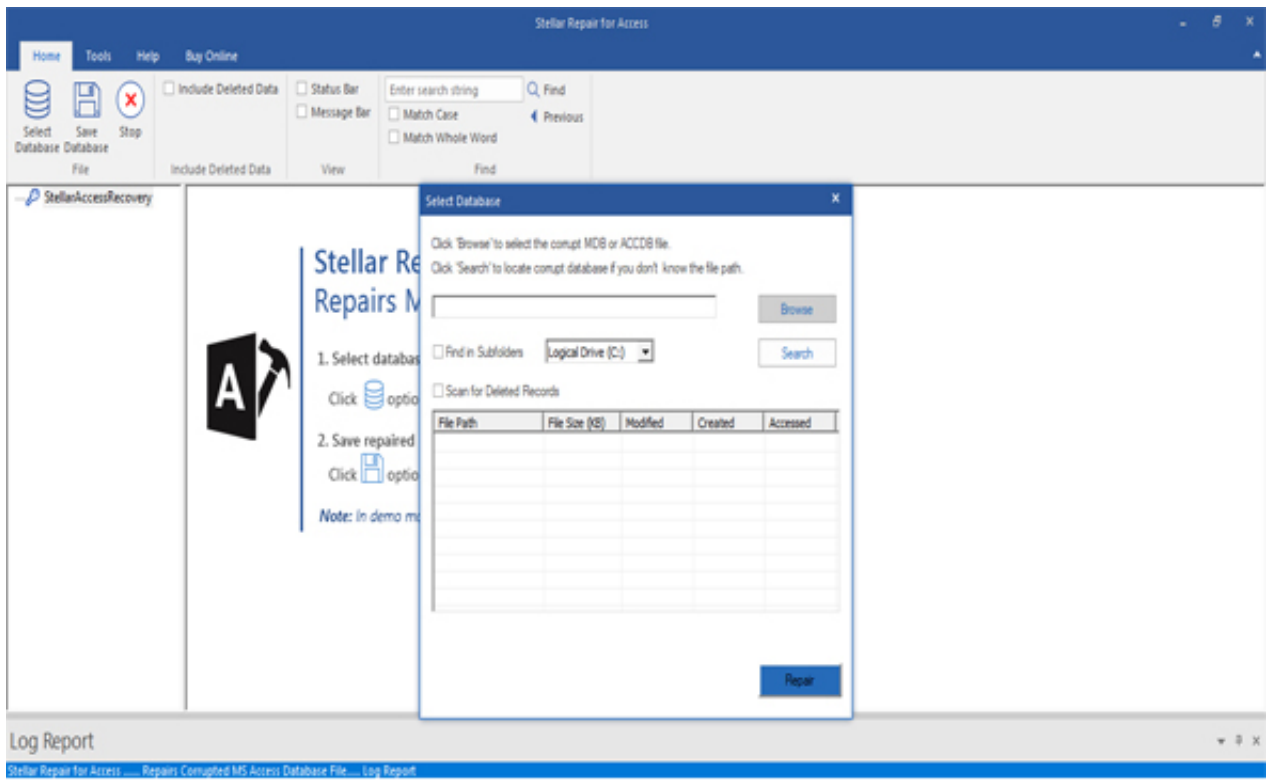 Stellar Repair for Access
Home Tools Help Buy Online
Select Database
Save Database
Stop
File
Include Deleted Data
Include Deleted Data
Status Bar
Message Bar
View
Enter search string
Find
Match Case
Previous
Match Whole Word
Find
StellarAccessRecovery
Stellar Re
Repairs M
1. Select databas
Click optio
2. Save repaired
Click optio
Note: In demo mo
A
Select Database
Click 'Browse' to select the corrupt MDB or ACCDB file.
Click 'Search' to locate corrupt database if you don't know the file path.
Browse
Find in Subfolders
Logical Drive (C:)
Search
Scan for Deleted Records
File Path File Size (KB) Modified Created Accessed
Repair
Log Report
Stellar Repair for Access ...... Repairs Corrupted MS Access Database File..... Log Report